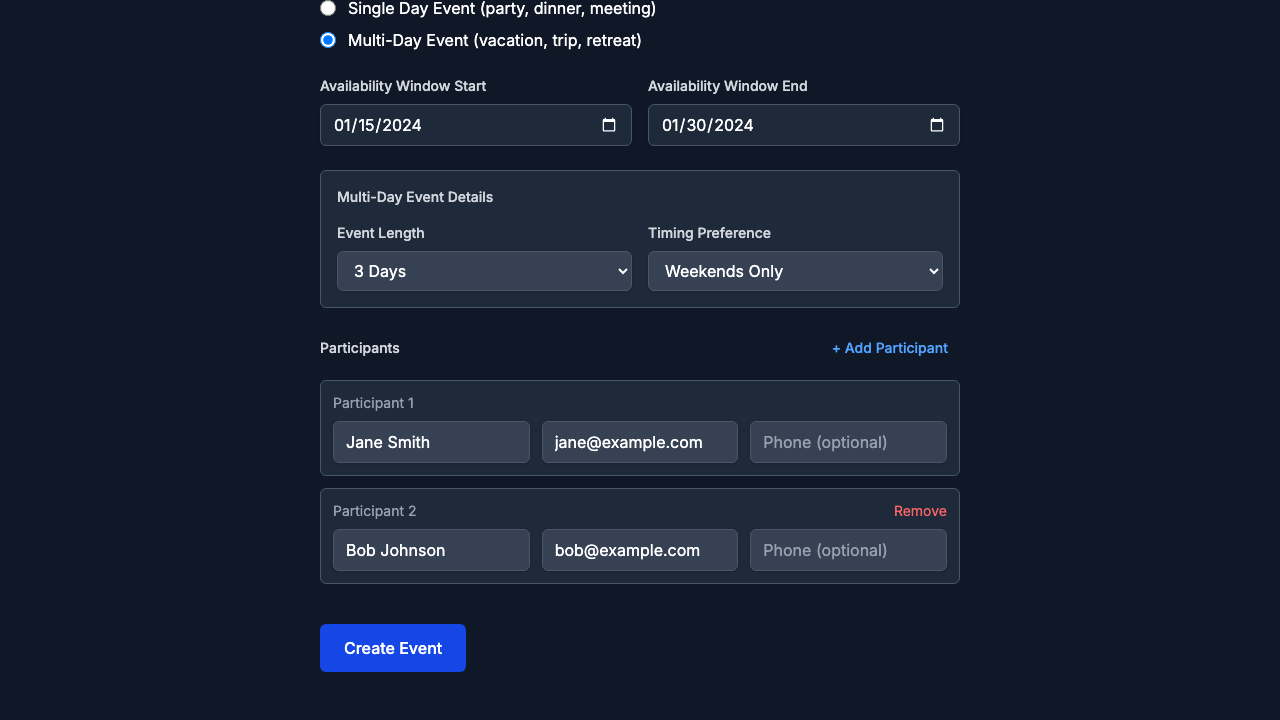 Single Day Event (party, dinner, meeting)
Multi-Day Event (vacation, trip, retreat)
Availability Window Start
Availability Window End
01/15/2024
01/30/2024
Multi-Day Event Details
Event Length
Timing Preference
3 Days
Weekends Only
Participants
+ Add Participant
Participant 1
Jane Smith
jane@example.com
Phone (optional)
Participant 2
Remove
Bob Johnson
bob@example.com
Phone (optional)
Create Event